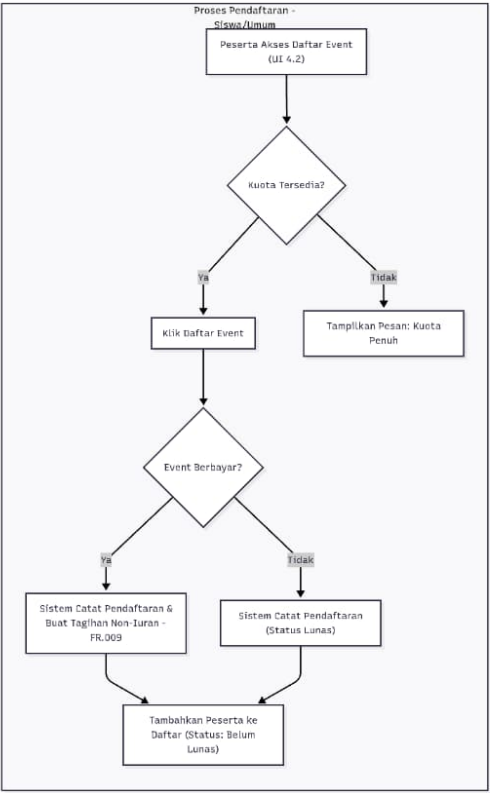 Proses Pendaftaran -
Siswa/Umum
Peserta Akses Daftar Event
(UI 4.2)
Kuota Tersedia?
Ya
Tidak
Klik Daftar Event
Tampilkan Pesan: Kuota
Penuh
Event Berbayar?
Ya
Tidak
Sistem Catat Pendaftaran &
Buat Tagihan Non-Iuran -
FR.009
Sistem Catat Pendaftaran
(Status Lunas)
Tambahkan Peserta ke
Daftar (Status: Belum
Lunas)